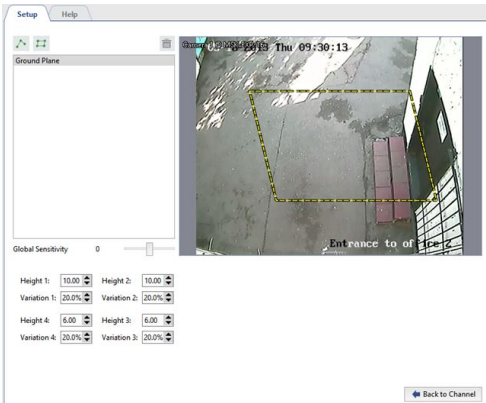 Setup Help
Ground Plane
Thu 09:30:13
Entrance to office 2
Global Sensitivity 0
Height 1: 10.00 Height 2: 10.00
Variation 1: 20.0% Variation 2: 20.0%
Height 4: 6.00 Height 3: 6.00
Variation 4: 20.0% Variation 3: 20.0%
Back to Channel